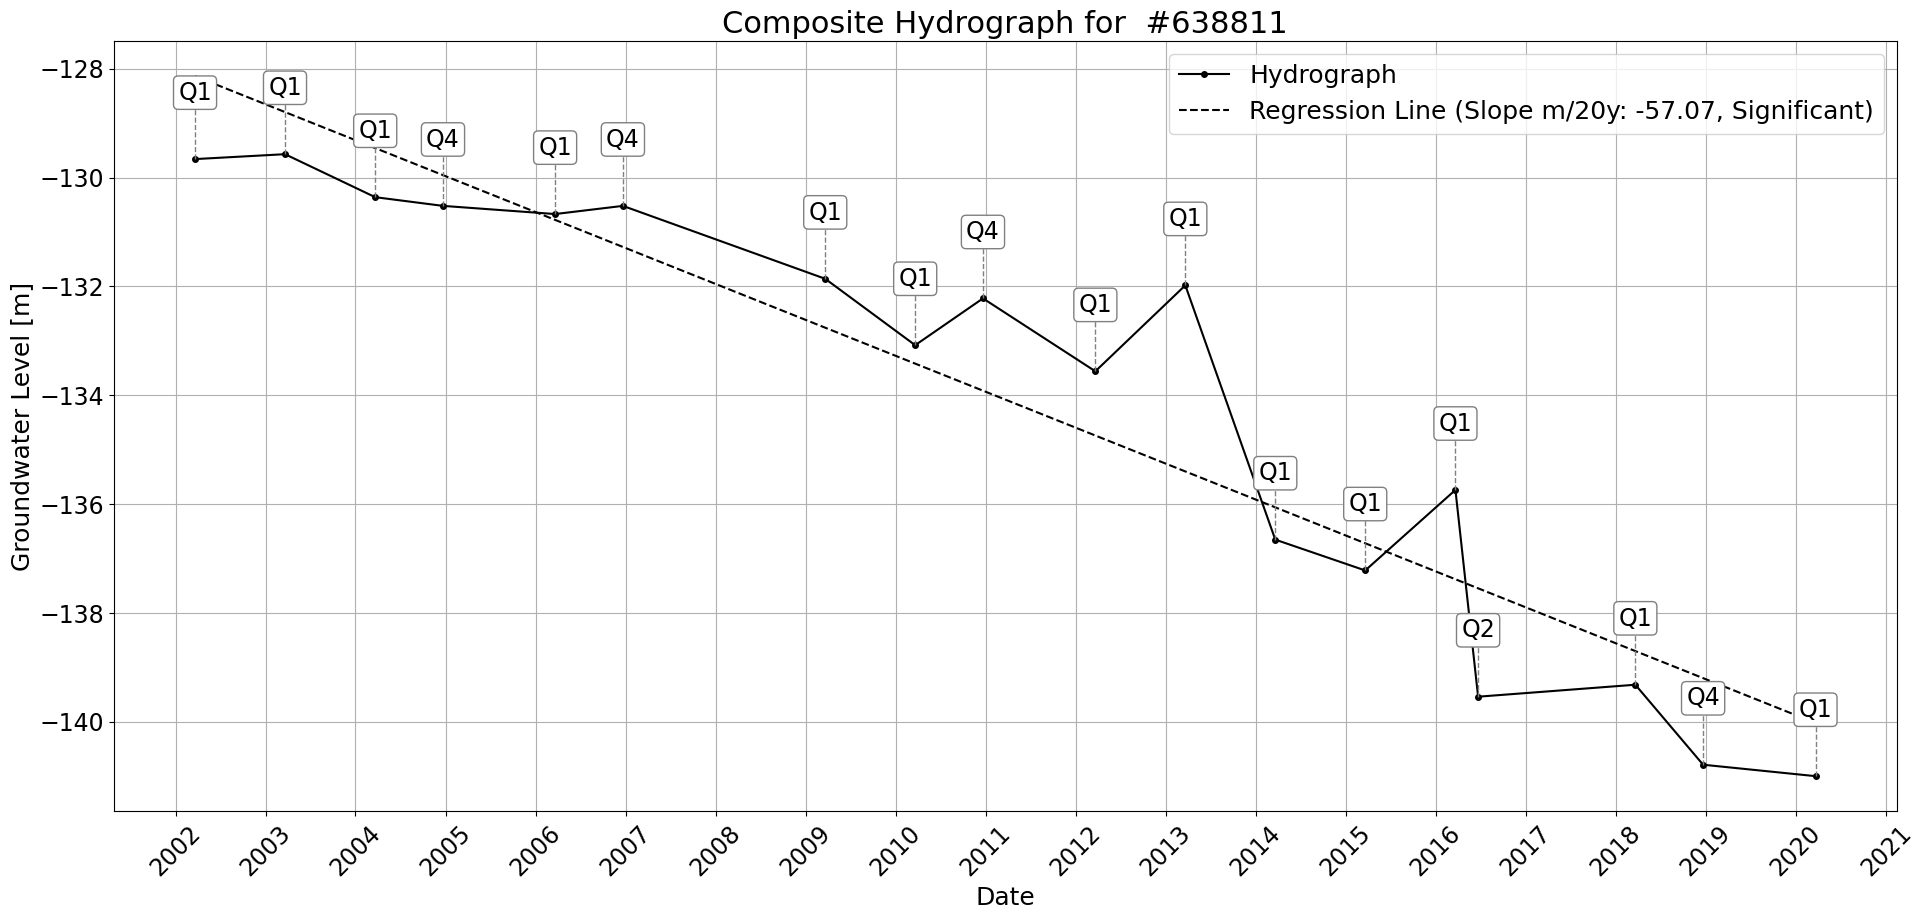 Composite Hydrograph for  #638811
Hydrograph
Regression Line (Slope m/20y: -57.07, Significant)
Groundwater Level [m]
−128
−130
−132
−134
−136
−138
−140
Q1
Q1
Q1
Q4
Q1
Q4
Q1
Q1
Q4
Q1
Q1
Q1
Q1
Q1
Q2
Q1
Q4
Q1
2002
2003
2004
2005
2006
2007
2008
2009
2010
2011
2012
2013
2014
2015
2016
2017
2018
2019
2020
2021
Date